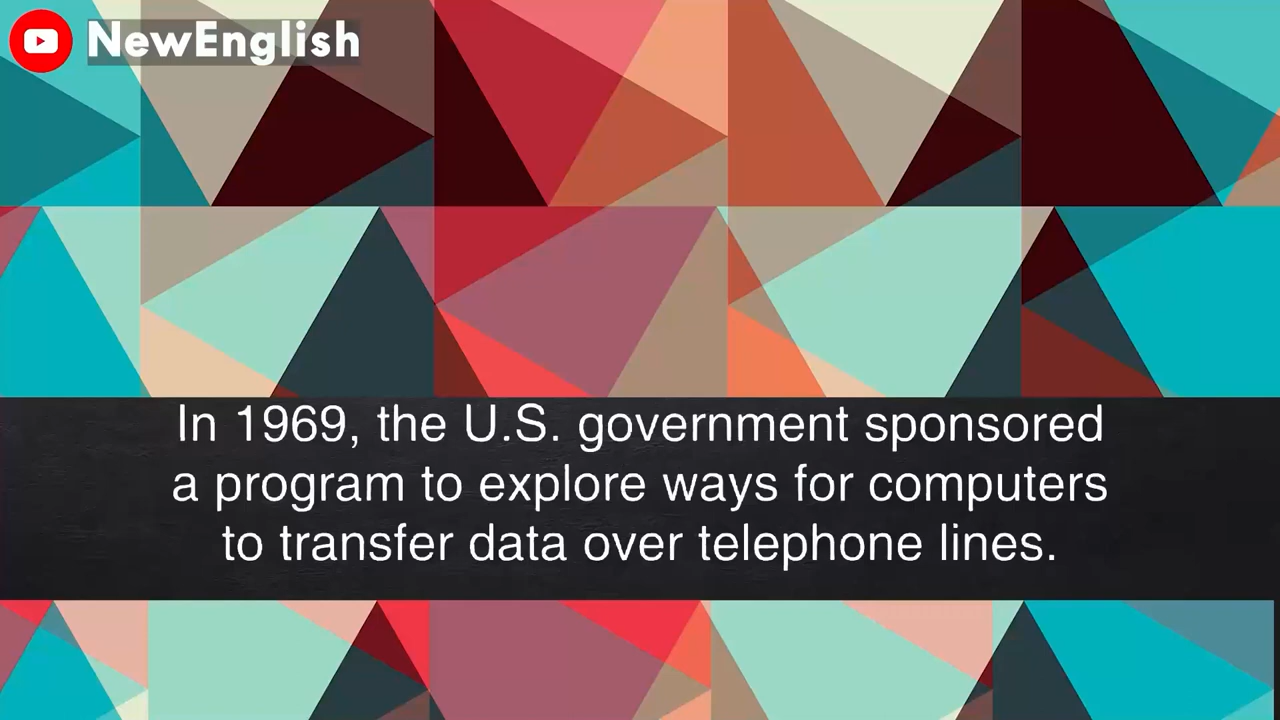 NewEnglish
In 1969, the U.S. government sponsored
a program to explore ways for computers
to transfer data over telephone lines.